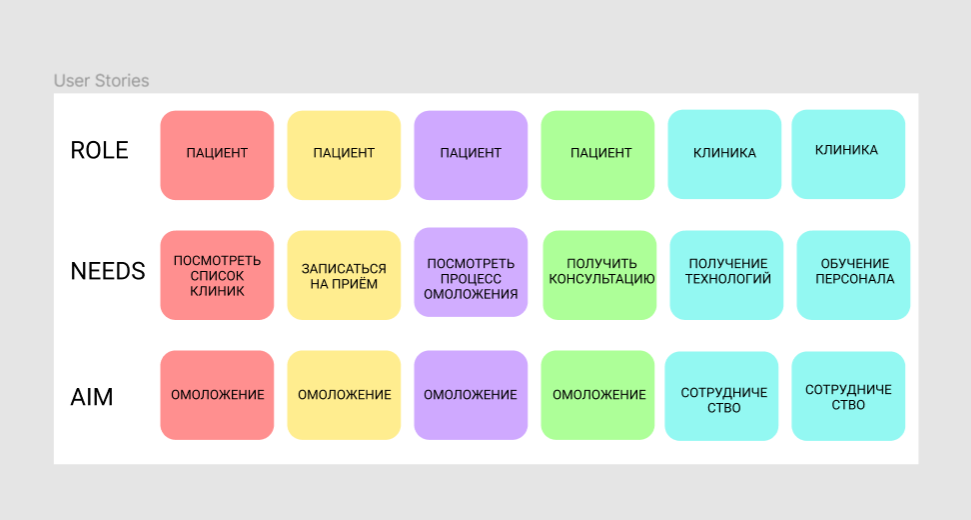 User Stories
ROLE
ПАЦИЕНТ
ПАЦИЕНТ
ПАЦИЕНТ
ПАЦИЕНТ
КЛИНИКА
КЛИНИКА
NEEDS
ПОСМОТРЕТЬ
СПИСОК
КЛИНИК
ЗАПИСАТЬСЯ
НА ПРИЁМ
ПОСМОТРЕТЬ
ПРОЦЕСС
ОМОЛОЖЕНИЯ
ПОЛУЧИТЬ
КОНСУЛЬТАЦИЮ
ПОЛУЧЕНИЕ
ТЕХНОЛОГИЙ
ОБУЧЕНИЕ
ПЕРСОНАЛА
AIM
ОМОЛОЖЕНИЕ
ОМОЛОЖЕНИЕ
ОМОЛОЖЕНИЕ
ОМОЛОЖЕНИЕ
СОТРУДНИЧЕ
СТВО
СОТРУДНИЧЕ
СТВО